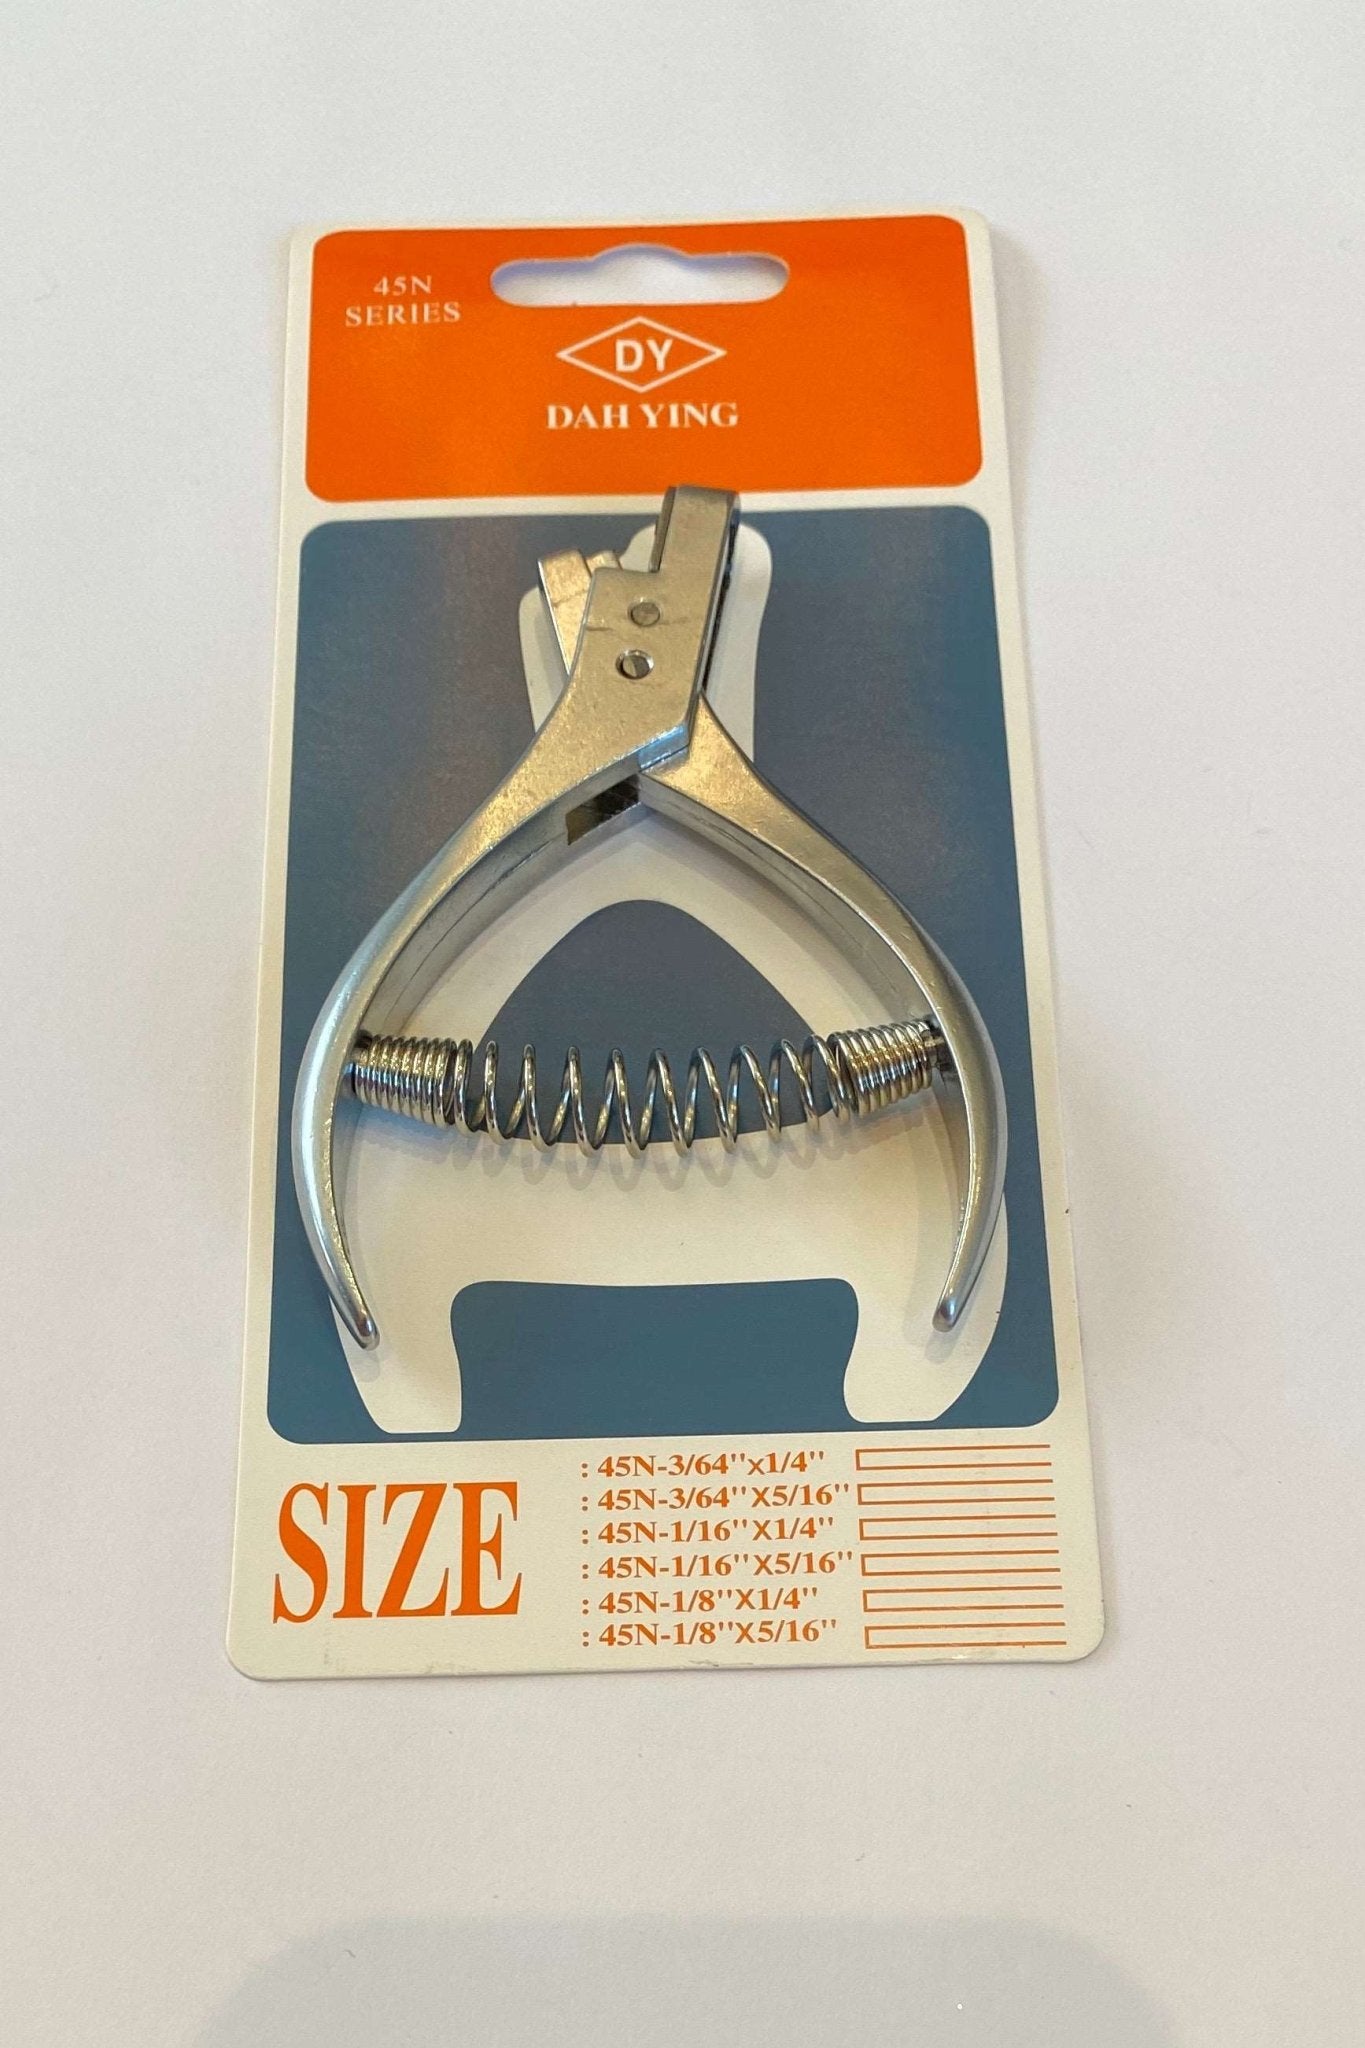 45N
SERIES
DY
DAH YING
SIZE
: 45N-3/64"x1/4"
: 45N-3/64"X5/16"
: 45N-1/16"X1/4"
: 45N-1/16"X5/16"
: 45N-1/8"X1/4"
: 45N-1/8"X5/16"